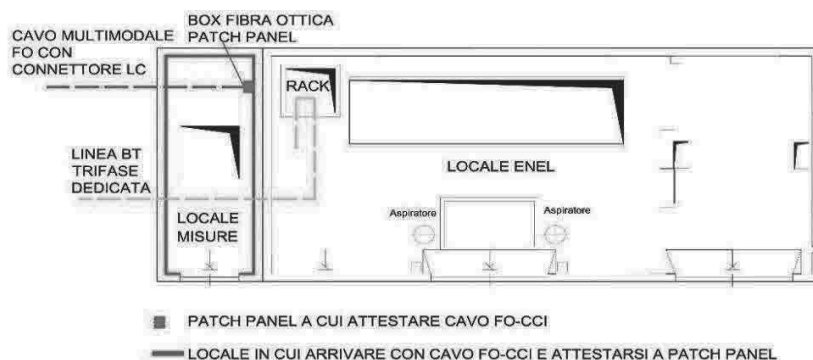 BOX FIBRA OTTICA
PATCH PANEL
CAVO MULTIMODALE
FO CON
CONNETTORE LC
RACK
LINEA BT
TRIFASE
DEDICATA
LOCALE ENEL
LOCALE
MISURE
Aspiratore
Aspiratore
PATCH PANEL A CUI ATTESTARE CAVO FO-CCI
LOCALE IN CUI ARRIVARE CON CAVO FO-CCI E ATTESTARSI A PATCH PANEL